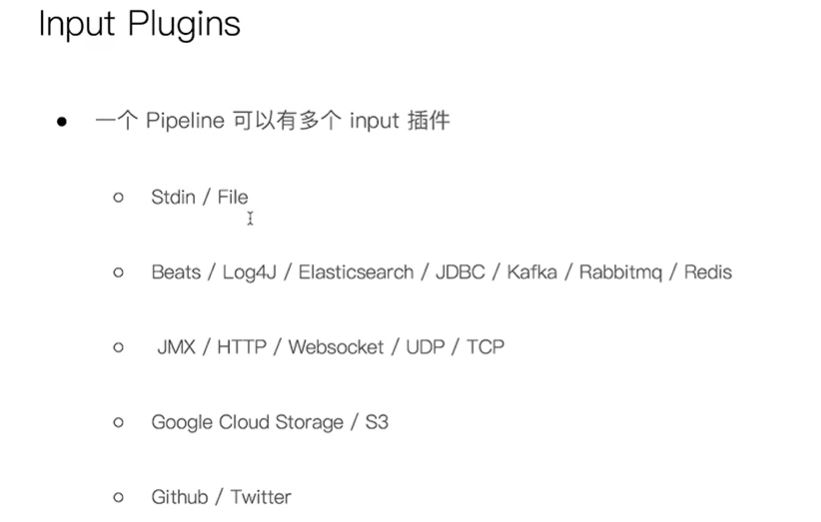 Input Plugins
一个 Pipeline 可以有多个 input 插件
Stdin / File
Beats / Log4J / Elasticsearch / JDBC / Kafka / Rabbitmq / Redis
JMX / HTTP / Websocket / UDP / TCP
Google Cloud Storage / S3
Github / Twitter